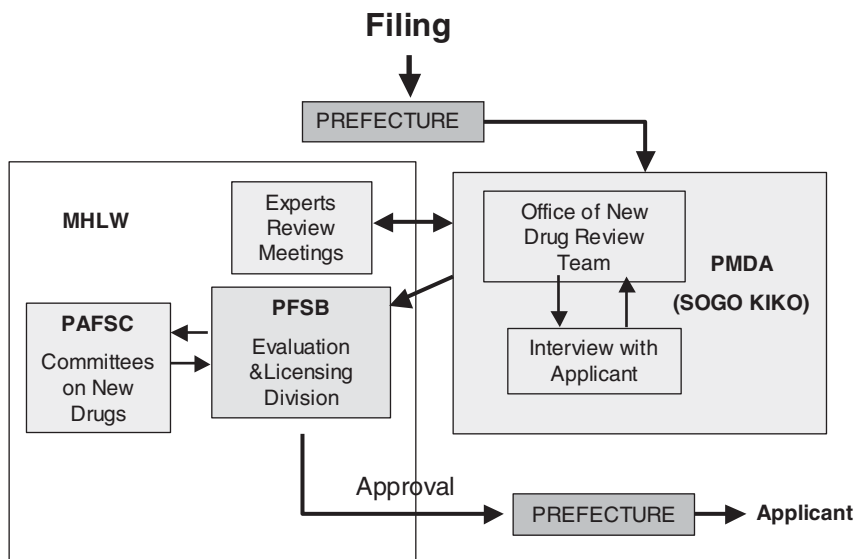 Filing
PREFECTURE
MHLW
Experts
Review
Meetings
Office of New
Drug Review
Team
PMDA
(SOGO KIKO)
Interview with
Applicant
PAFSC
Committees
on New
Drugs
PFSB
Evaluation
&Licensing
Division
Approval
PREFECTURE
Applicant